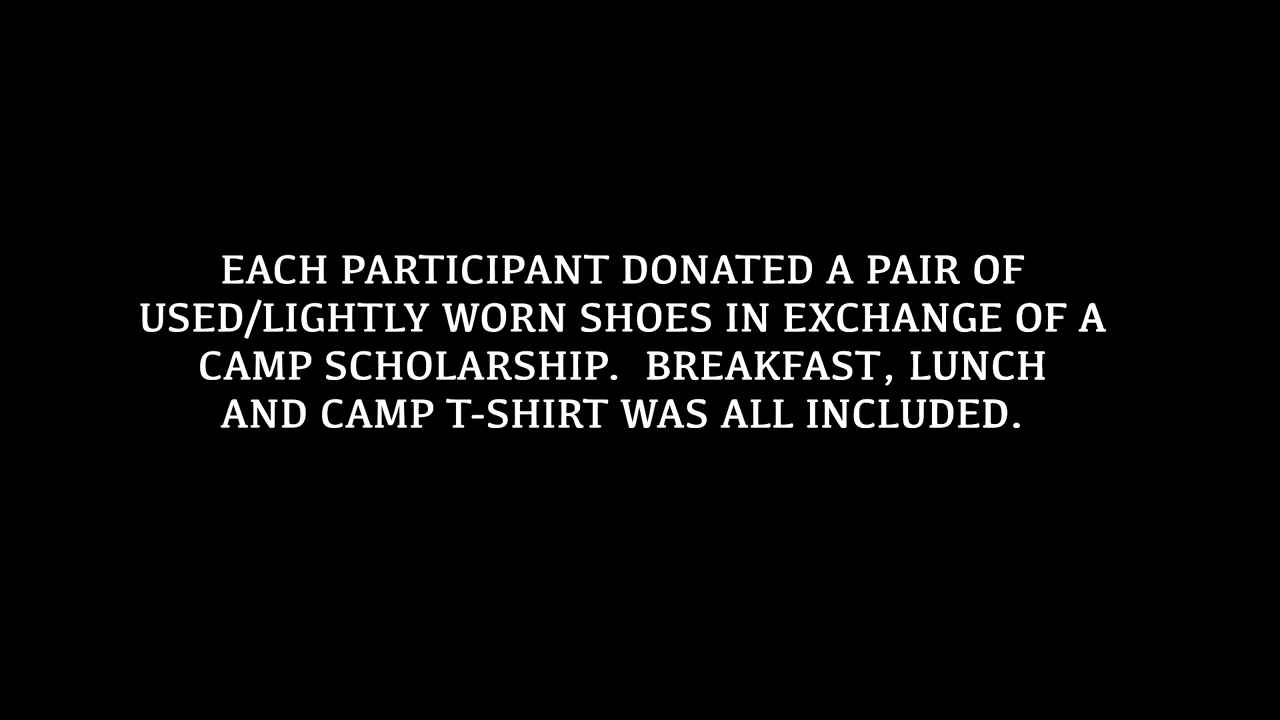 EACH PARTICIPANT DONATED A PAIR OF
USED/LIGHTLY WORN SHOES IN EXCHANGE OF A
CAMP SCHOLARSHIP.  BREAKFAST, LUNCH
AND CAMP T-SHIRT WAS ALL INCLUDED.